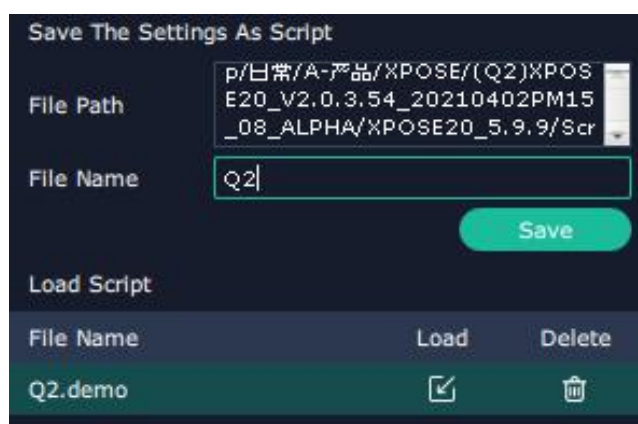 Save The Settings As Script
p/日常/A-产品/XPOSE/(Q2)XPOS
File Path
E20_V2.0.3.54_20210402PM15
_08_ALPHA/XPOSE20_5.9.9/Scr
File Name
Q2
Save
Load Script
File Name Load Delete
Q2.demo